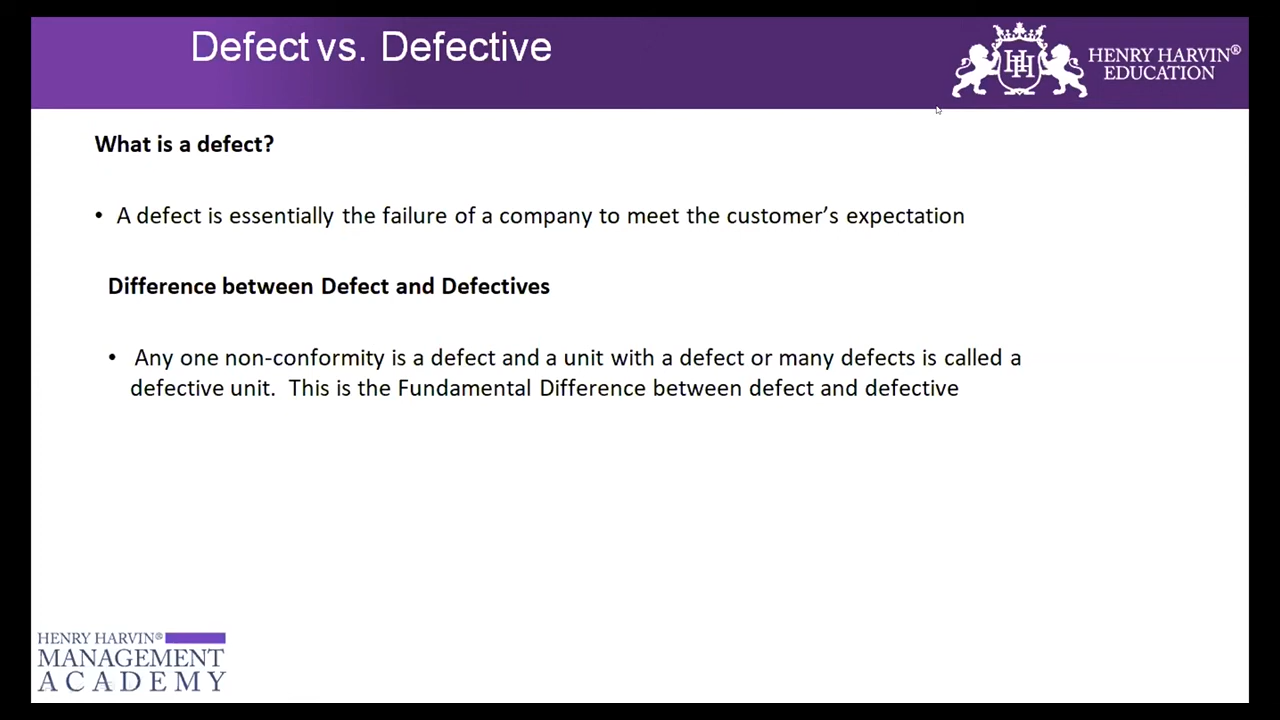 Defect vs. Defective
HENRY HARVIN®
EDUCATION
What is a defect?
• A defect is essentially the failure of a company to meet the customer’s expectation
Difference between Defect and Defectives
• Any one non-conformity is a defect and a unit with a defect or many defects is called a
defective unit.  This is the Fundamental Difference between defect and defective
HENRY HARVIN®
MANAGEMENT
ACADEMY